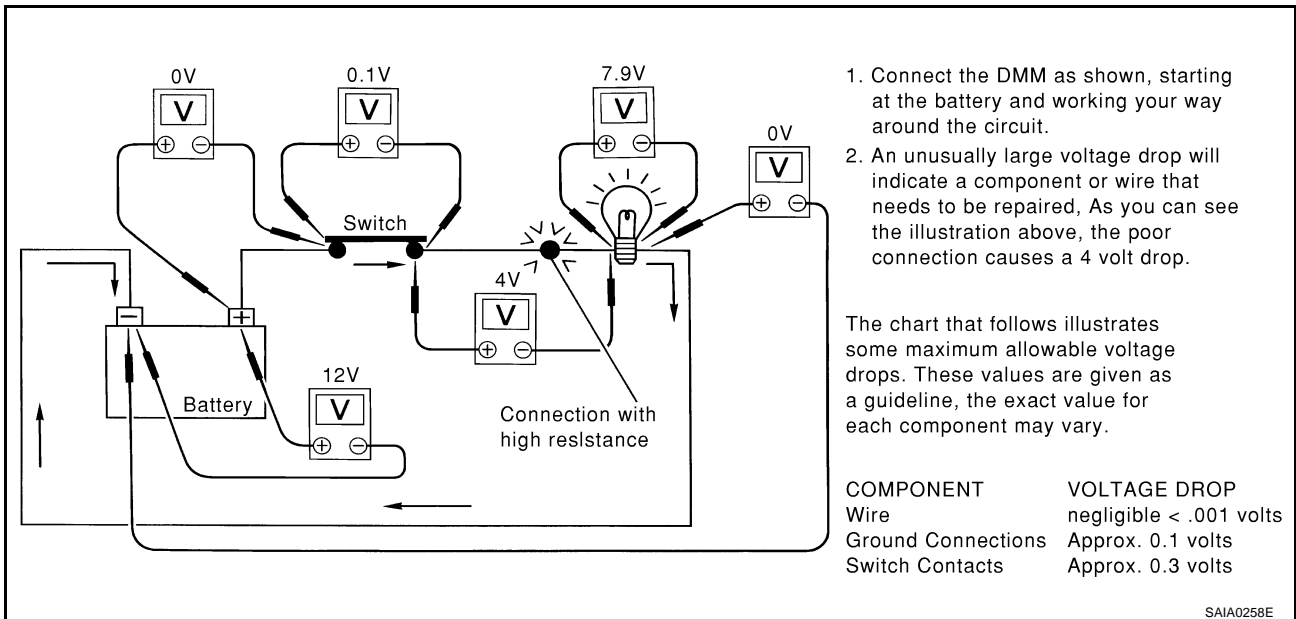 0V
0.1V
7.9V
0V
V
V
V
V
+ −
+ −
+ −
+ −
Switch
4V
V
+ −
− +
Battery
12V
V
+ −
Connection with
high reslstance
1. Connect the DMM as shown, starting
at the battery and working your way
around the circuit.
2. An unusually large voltage drop will
indicate a component or wire that
needs to be repaired, As you can see
the illustration above, the poor
connection causes a 4 volt drop.
The chart that follows illustrates
some maximum allowable voltage
drops. These values are given as
a guideline, the exact value for
each component may vary.
COMPONENT VOLTAGE DROP
Wire negligible < .001 volts
Ground Connections Approx. 0.1 volts
Switch Contacts Approx. 0.3 volts
SAIA0258E